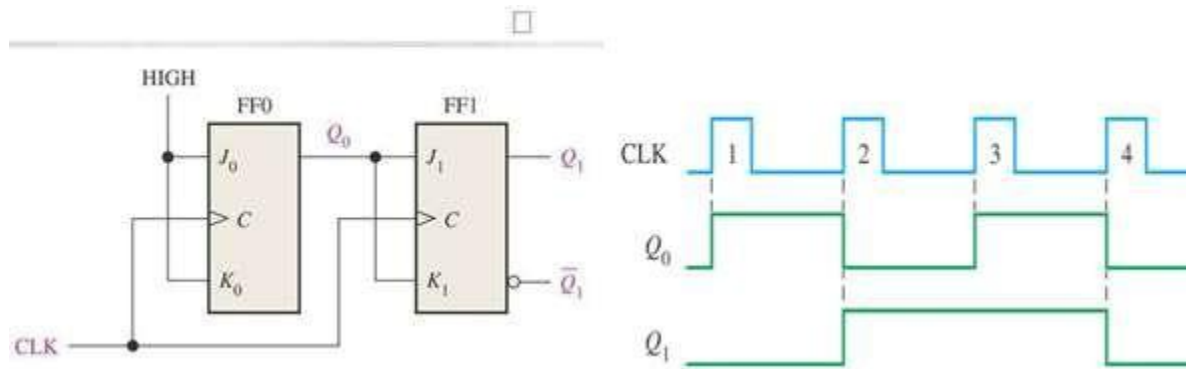 HIGH
FF0
FF1
Q₀
J₀
J₁
Q₁
C
C
K₀
K₁
Q̅₁
CLK
CLK
1
2
3
4
Q₀
Q₁